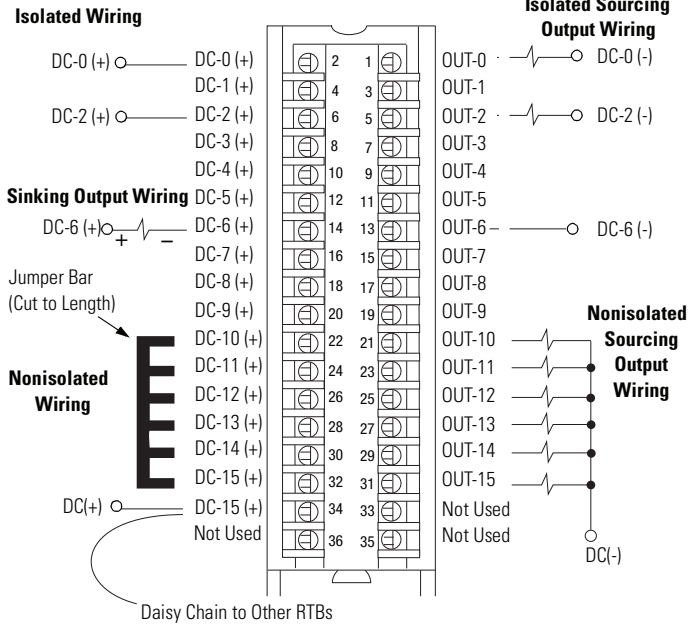 Isolated Wiring
Isolated Sourcing
Output Wiring
DC-0 (+) DC-0 (+) 2 1 OUT-0 DC-0 (-)
DC-1 (+) 4 3 OUT-1
DC-2 (+) DC-2 (+) 6 5 OUT-2 DC-2 (-)
DC-3 (+) 8 7 OUT-3
DC-4 (+) 10 9 OUT-4
Sinking Output Wiring DC-5 (+) 12 11 OUT-5
DC-6 (+) + – DC-6 (+) 14 13 OUT-6 DC-6 (-)
DC-7 (+) 16 15 OUT-7
Jumper Bar
(Cut to Length)
DC-8 (+) 18 17 OUT-8
DC-9 (+) 20 19 OUT-9
Nonisolated
Sourcing
Output
Wiring
DC-10 (+) 22 21 OUT-10
DC-11 (+) 24 23 OUT-11
Nonisolated
Wiring
DC-12 (+) 26 25 OUT-12
DC-13 (+) 28 27 OUT-13
DC-14 (+) 30 29 OUT-14
DC-15 (+) 32 31 OUT-15
DC(+) DC-15 (+) 34 33 Not Used
Not Used 36 35 Not Used
DC(-)
Daisy Chain to Other RTBs